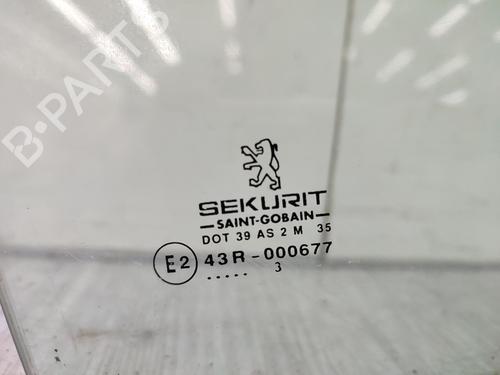 B-PARTS
SEKURIT
SAINT-GOBAIN
DOT 39 AS 2 M 35
E2 43R-000677
..... 3